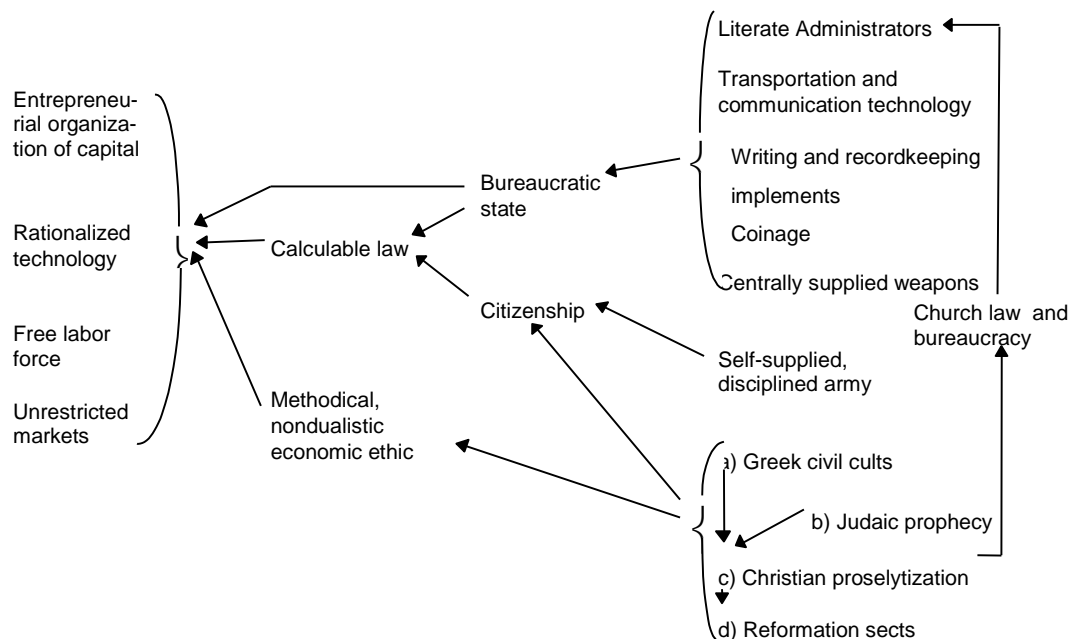 Entrepreneu-
rial organiza-
tion of capital
Rationalized
technology
Free labor
force
Unrestricted
markets
Calculable law
Methodical,
nondualistic
economic ethic
Bureaucratic
state
Citizenship
Literate Administrators
Transportation and
communication technology
Writing and recordkeeping
implements
Coinage
Centrally supplied weapons
Church law and
bureaucracy
Self-supplied,
disciplined army
a) Greek civil cults
b) Judaic prophecy
c) Christian proselytization
d) Reformation sects